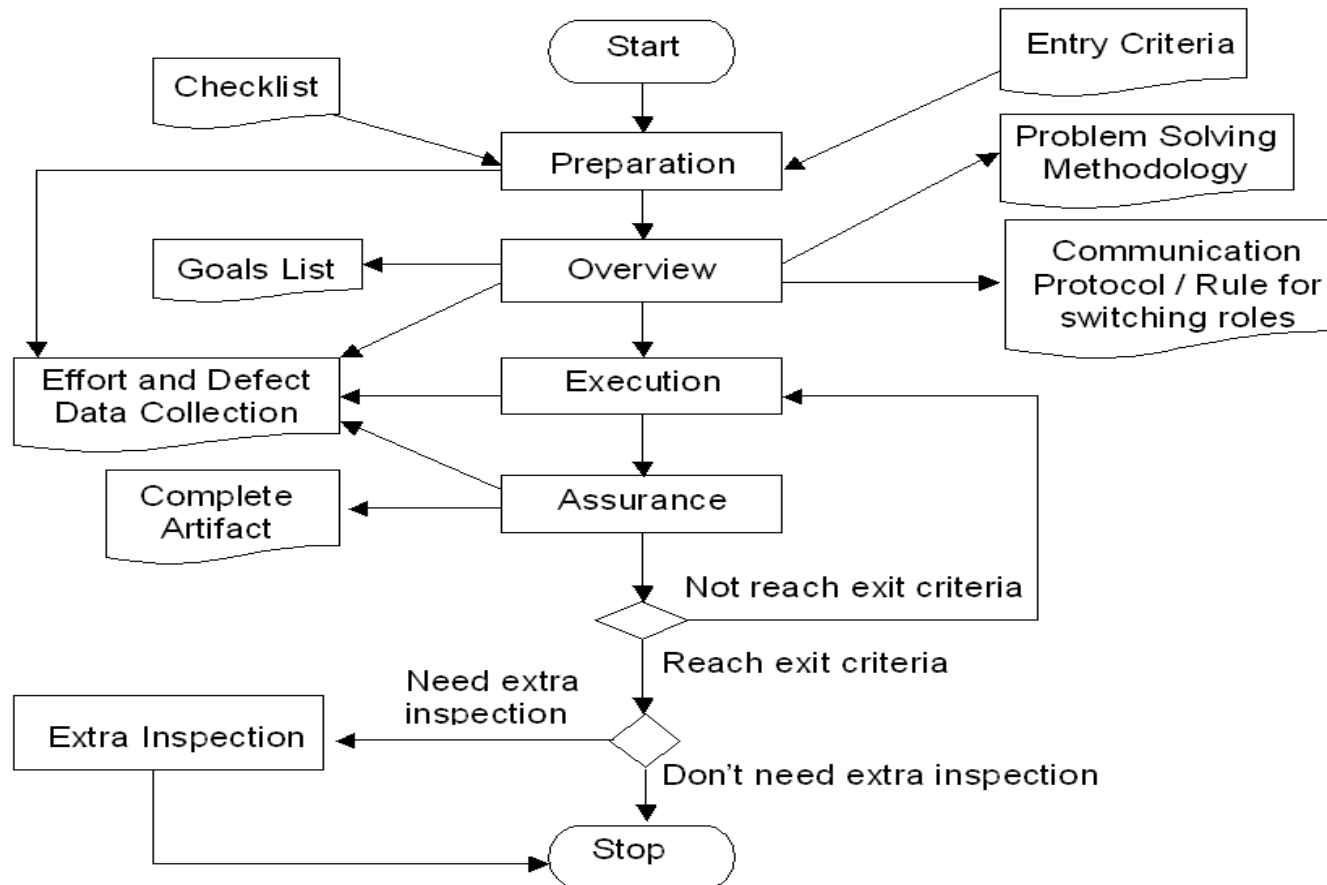 Start
Entry Criteria
Checklist
Preparation
Problem Solving
Methodology
Goals List
Overview
Communication
Protocol / Rule for
switching roles
Effort and Defect
Data Collection
Execution
Complete
Artifact
Assurance
Not reach exit criteria
Reach exit criteria
Need extra
inspection
Extra Inspection
Don't need extra inspection
Stop